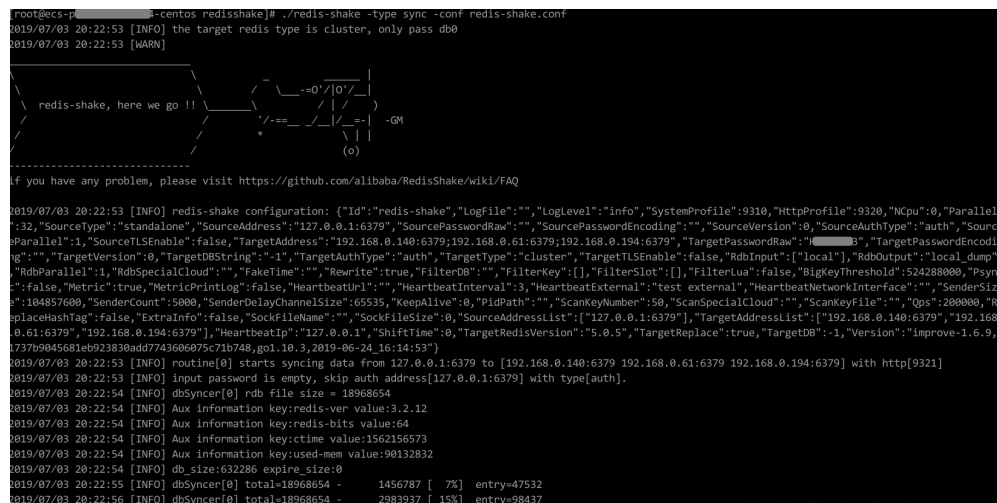 [root@ecs-p-centos redisshake]# ./redis-shake -type sync -conf redis-shake.conf
2019/07/03 20:22:53 [INFO] the target redis type is cluster, only pass db0
2019/07/03 20:22:53 [WARN]
______________________________
\                             \           _         ______ |
 \                             \        /   \___-=O'/|O'/__|
  \  redis-shake, here we go !! \_______\          / | /    )
  /                             /        '/-==__ _/__|/__=-|  -GM
 /                             /         *             \ | |
/                             /                        (o)
------------------------------
if you have any problem, please visit https://github.com/alibaba/RedisShake/wiki/FAQ
2019/07/03 20:22:53 [INFO] redis-shake configuration: {"Id":"redis-shake","LogFile":"","LogLevel":"info","SystemProfile":9310,"HttpProfile":9320,"NCpu":0,"Parallel
":32,"SourceType":"standalone","SourceAddress":"127.0.0.1:6379","SourcePasswordRaw":"","SourcePasswordEncoding":"","SourceVersion":0,"SourceAuthType":"auth","Sourc
eParallel":1,"SourceTLSEnable":false,"TargetAddress":"192.168.0.140:6379;192.168.0.61:6379;192.168.0.194:6379","TargetPasswordRaw":"H3","TargetPasswordEncodi
ng":"","TargetVersion":0,"TargetDBString":"-1","TargetAuthType":"auth","TargetType":"cluster","TargetTLSEnable":false,"RdbInput":["local"],"RdbOutput":"local_dump"
,"RdbParallel":1,"RdbSpecialCloud":"","FakeTime":"","Rewrite":true,"FilterDB":"","FilterKey":[],"FilterSlot":[],"FilterLua":false,"BigKeyThreshold":524288000,"Psyn
c":false,"Metric":true,"MetricPrintLog":false,"HeartbeatUrl":"","HeartbeatInterval":3,"HeartbeatExternal":"test external","HeartbeatNetworkInterface":"","SenderSiz
e":104857600,"SenderCount":5000,"SenderDelayChannelSize":65535,"KeepAlive":0,"PidPath":"","ScanKeyNumber":50,"ScanSpecialCloud":"","ScanKeyFile":"","Qps":200000,"R
eplaceHashTag":false,"ExtraInfo":false,"SockFileName":"","SockFileSize":0,"SourceAddressList":["127.0.0.1:6379"],"TargetAddressList":["192.168.0.140:6379","192.168
.0.61:6379","192.168.0.194:6379"],"HeartbeatIp":"127.0.0.1","ShiftTime":0,"TargetRedisVersion":"5.0.5","TargetReplace":true,"TargetDB":-1,"Version":"improve-1.6.9,
1737b9045681eb923830add7743606075c71b748,go1.10.3,2019-06-24_16:14:53"}
2019/07/03 20:22:53 [INFO] routine[0] starts syncing data from 127.0.0.1:6379 to [192.168.0.140:6379 192.168.0.61:6379 192.168.0.194:6379] with http[9321]
2019/07/03 20:22:53 [INFO] input password is empty, skip auth address[127.0.0.1:6379] with type[auth].
2019/07/03 20:22:54 [INFO] dbSyncer[0] rdb file size = 18968654
2019/07/03 20:22:54 [INFO] Aux information key:redis-ver value:3.2.12
2019/07/03 20:22:54 [INFO] Aux information key:redis-bits value:64
2019/07/03 20:22:54 [INFO] Aux information key:ctime value:1562156573
2019/07/03 20:22:54 [INFO] Aux information key:used-mem value:90132832
2019/07/03 20:22:54 [INFO] db_size:632286 expire_size:0
2019/07/03 20:22:55 [INFO] dbSyncer[0] total=18968654 -      1456787 [  7%]  entry=47532
2019/07/03 20:22:56 [INFO] dbSyncer[0] total=18968654 -      2983937 [ 15%]  entry=98437